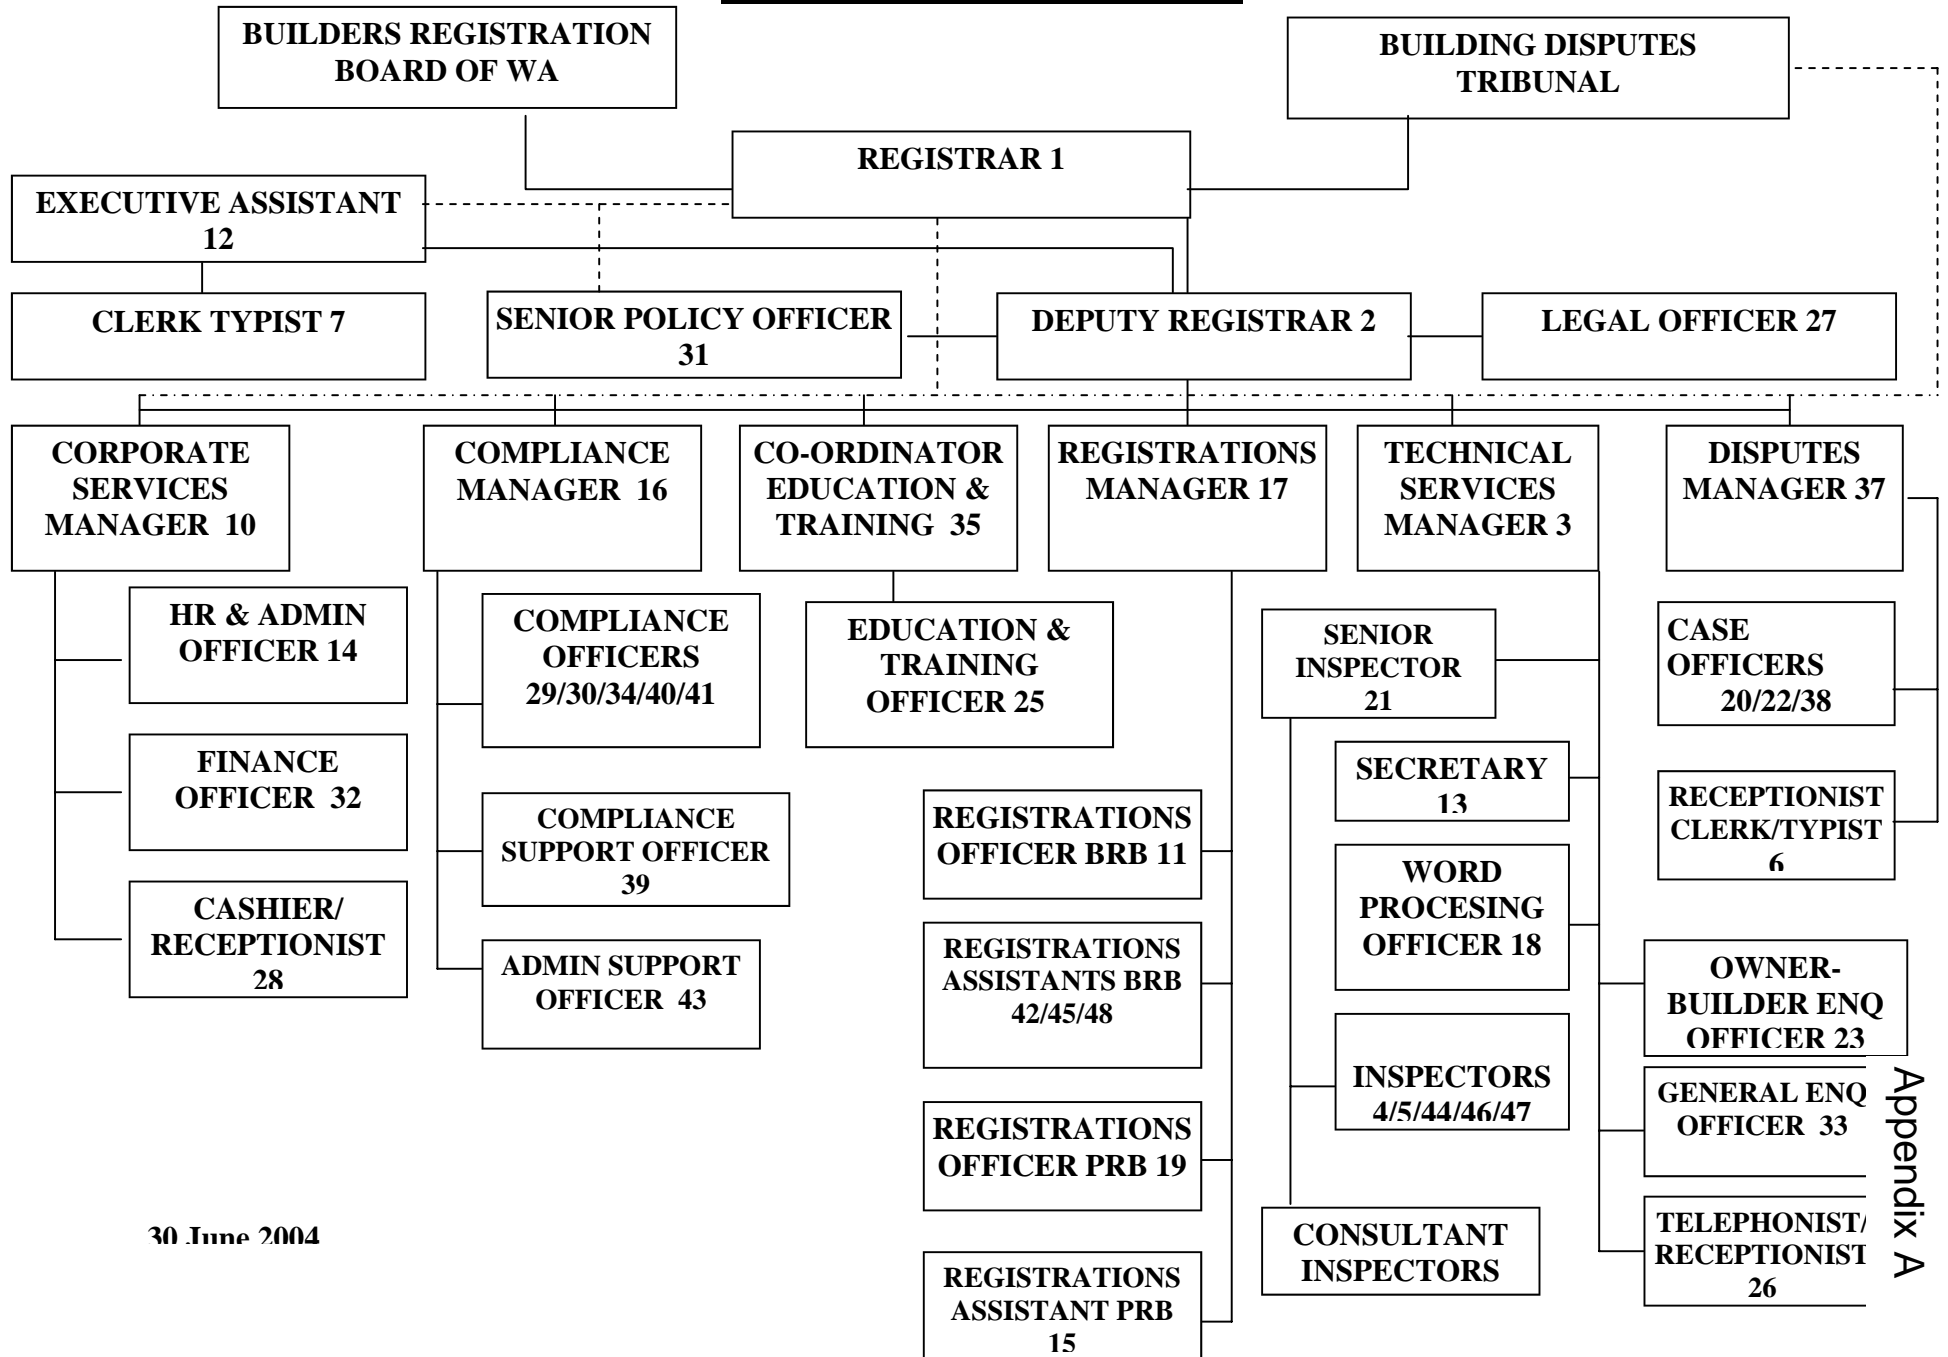 BUILDERS REGISTRATION
BOARD OF WA
BUILDING DISPUTES
TRIBUNAL
REGISTRAR 1
EXECUTIVE ASSISTANT
12
CLERK TYPIST 7
SENIOR POLICY OFFICER
31
DEPUTY REGISTRAR 2
LEGAL OFFICER 27
CORPORATE
SERVICES
MANAGER 10
COMPLIANCE
MANAGER 16
CO-ORDINATOR
EDUCATION &
TRAINING 35
REGISTRATIONS
MANAGER 17
TECHNICAL
SERVICES
MANAGER 3
DISPUTES
MANAGER 37
HR & ADMIN
OFFICER 14
FINANCE
OFFICER 32
CASHIER/
RECEPTIONIST
28
COMPLIANCE
OFFICERS
29/30/34/40/41
COMPLIANCE
SUPPORT OFFICER
39
ADMIN SUPPORT
OFFICER 43
EDUCATION &
TRAINING
OFFICER 25
REGISTRATIONS
OFFICER BRB 11
REGISTRATIONS
ASSISTANTS BRB
42/45/48
REGISTRATIONS
OFFICER PRB 19
REGISTRATIONS
ASSISTANT PRB
15
SENIOR
INSPECTOR
21
SECRETARY
13
WORD
PROCESING
OFFICER 18
INSPECTORS
4/5/44/46/47
CONSULTANT
INSPECTORS
CASE
OFFICERS
20/22/38
RECEPTIONIST
CLERK/TYPIST
6
OWNER-
BUILDER ENQ
OFFICER 23
GENERAL ENQ
OFFICER 33
TELEPHONIST/
RECEPTIONIST
26
30 June 2004
Appendix A